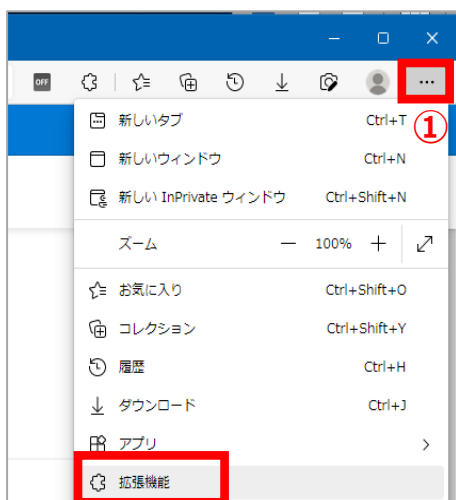 OFF
①
新しいタブ Ctrl+T
新しいウィンドウ Ctrl+N
新しい InPrivate ウィンドウ Ctrl+Shift+N
ズーム — 100% +
お気に入り Ctrl+Shift+O
コレクション Ctrl+Shift+Y
履歴 Ctrl+H
ダウンロード Ctrl+J
アプリ
拡張機能